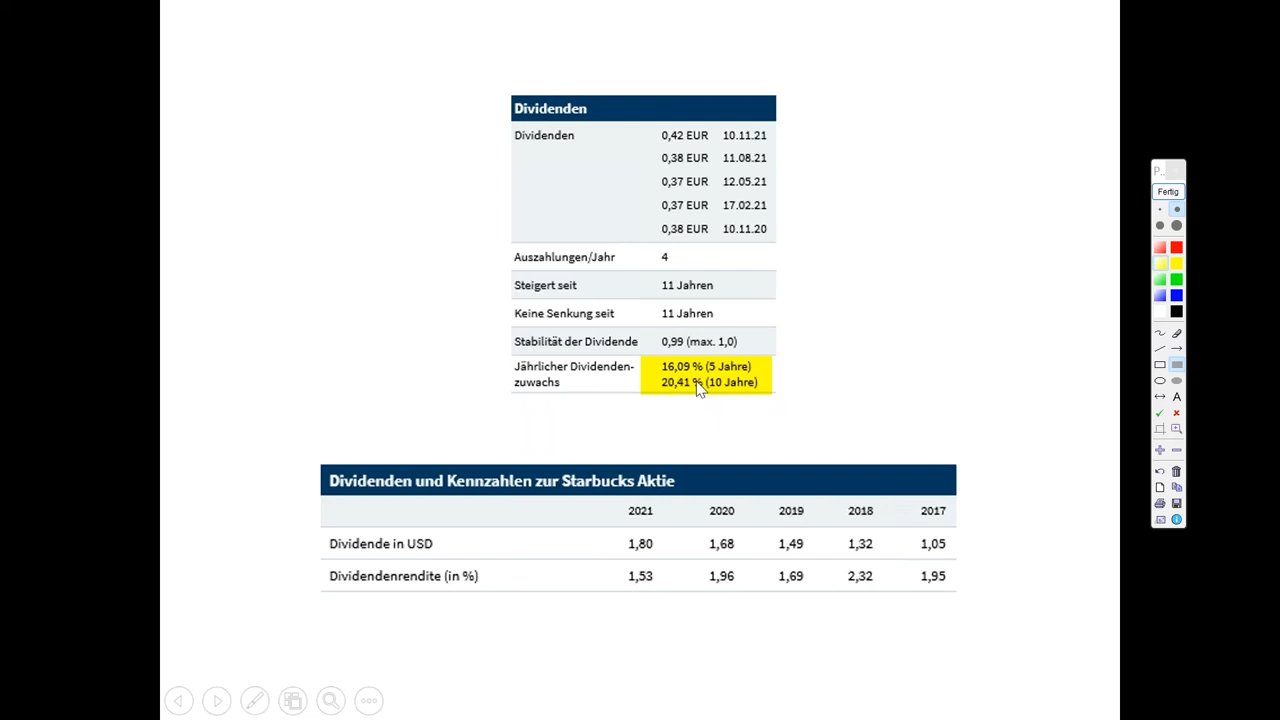 Dividenden
Dividenden 0,42 EUR 10.11.21
0,38 EUR 11.08.21
0,37 EUR 12.05.21
0,37 EUR 17.02.21
0,38 EUR 10.11.20
Auszahlungen/Jahr 4
Steigert seit 11 Jahren
Keine Senkung seit 11 Jahren
Stabilität der Dividende 0,99 (max. 1,0)
Jährlicher Dividenden- 16,09 % (5 Jahre)
zuwachs 20,41 % (10 Jahre)
Dividenden und Kennzahlen zur Starbucks Aktie
2021 2020 2019 2018 2017
Dividende in USD 1,80 1,68 1,49 1,32 1,05
Dividendenrendite (in %) 1,53 1,96 1,69 2,32 1,95
P..
Fertig
A